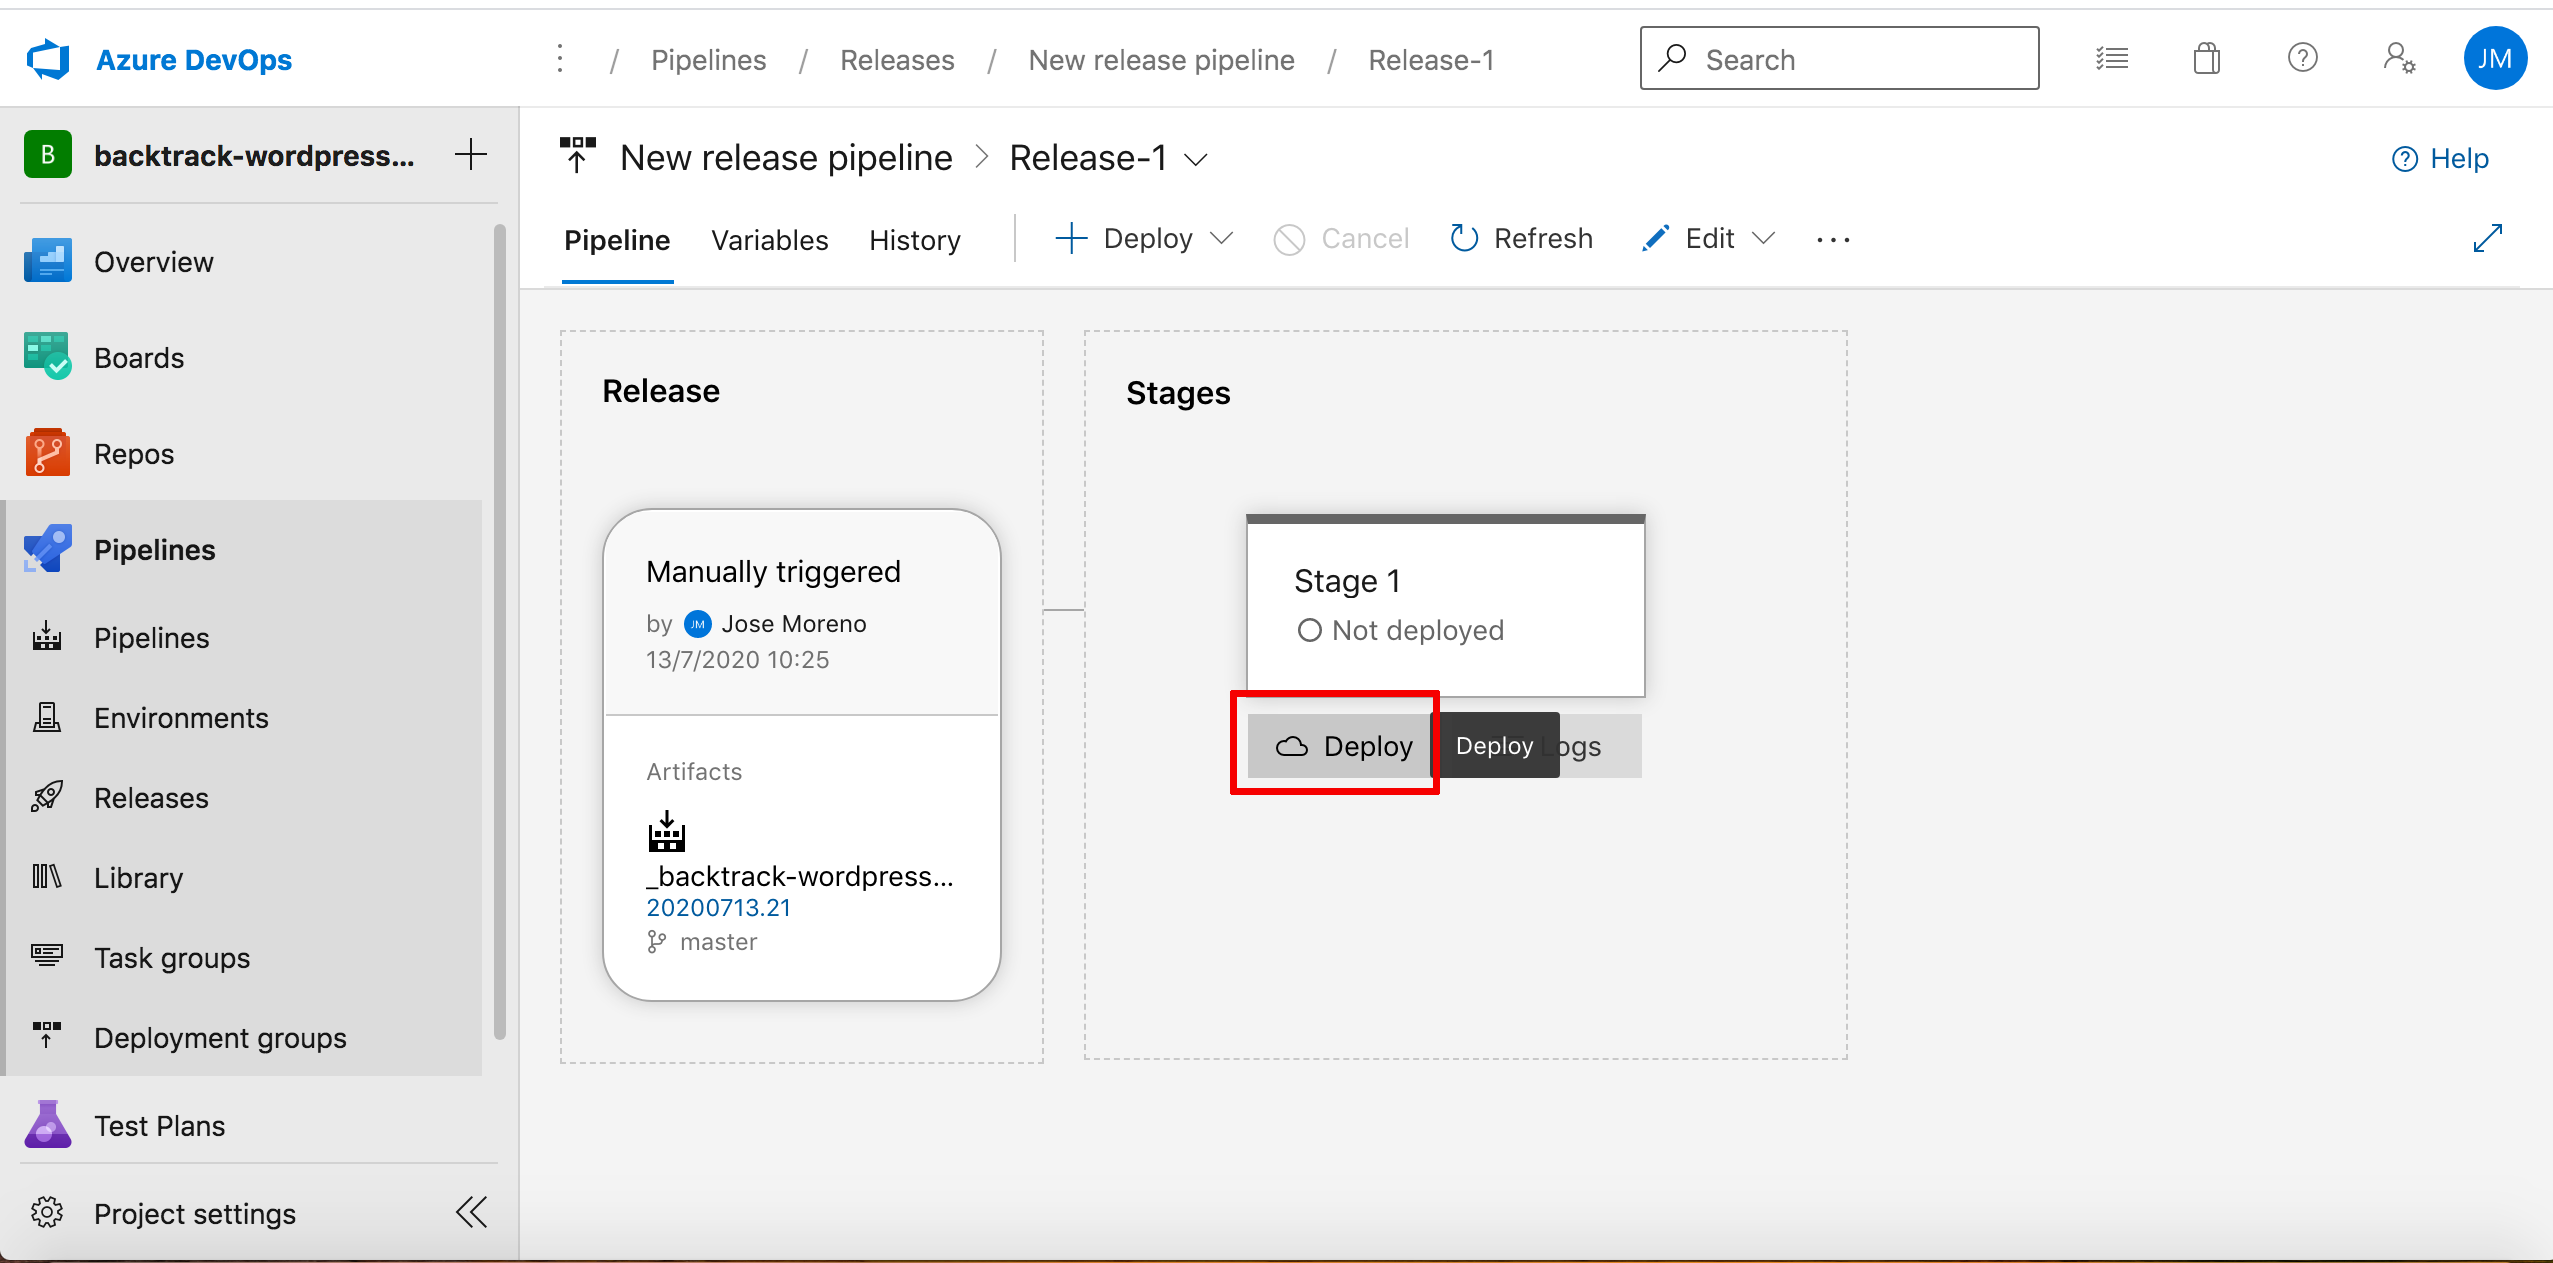 Azure DevOps
/ Pipelines / Releases / New release pipeline / Release-1
Search
JM
B backtrack-wordpress...
New release pipeline > Release-1
Help
Pipeline Variables History Deploy Cancel Refresh Edit ...
Overview
Boards
Repos
Pipelines
Pipelines
Environments
Releases
Library
Task groups
Deployment groups
Test Plans
Project settings
Release
Manually triggered
by JM Jose Moreno
13/7/2020 10:25
Artifacts
_backtrack-wordpress...
20200713.21
master
Stages
Stage 1
Not deployed
Deploy Deploy ogs